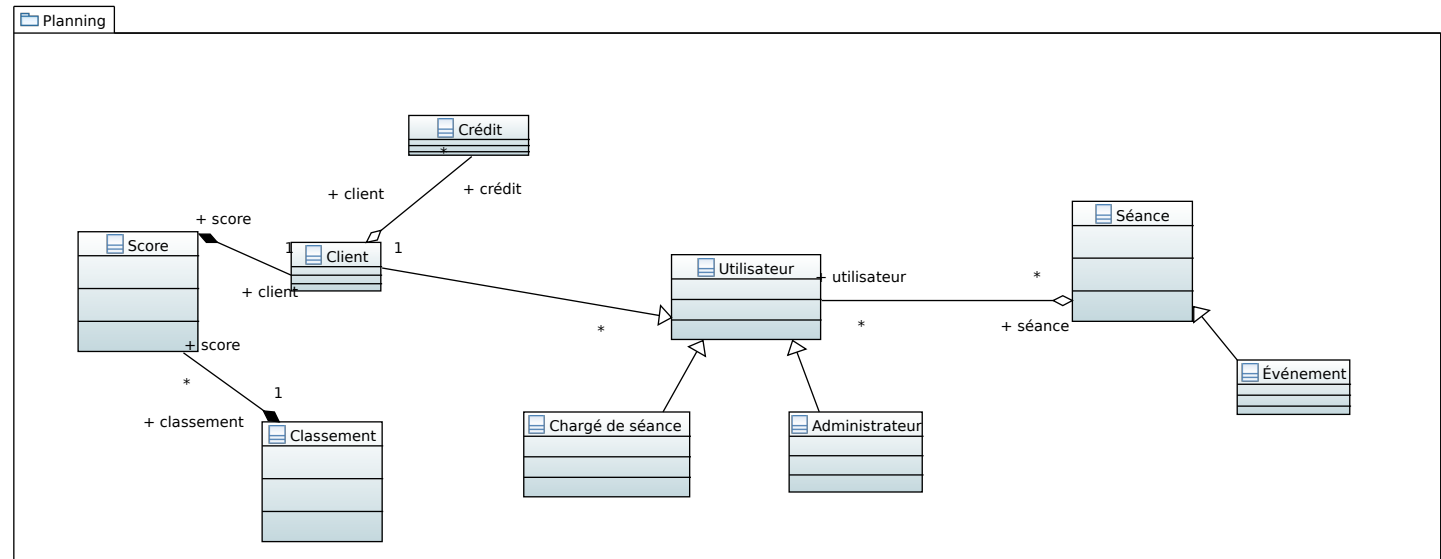 Planning
Crédit
*
+ client
+ crédit
+ score
1
1
Score
Client
+ client
Utilisateur
+ utilisateur
*
*
*
+ séance
Séance
Événement
+ score
*
1
+ classement
Classement
Chargé de séance
Administrateur